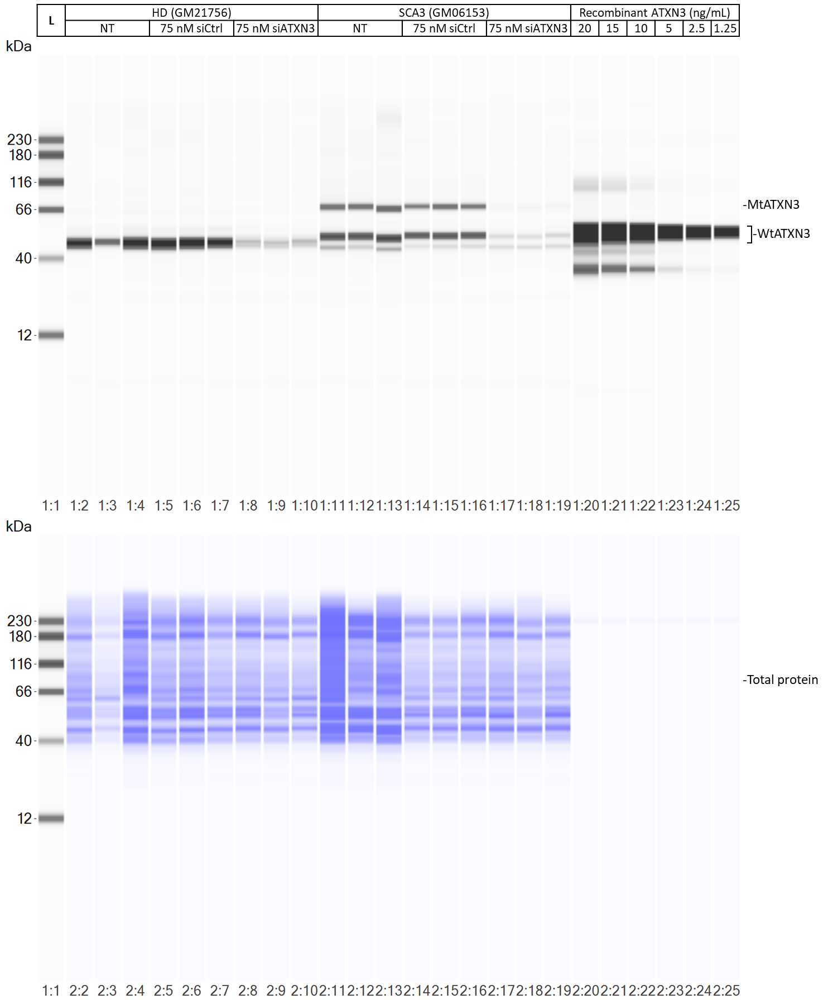 L HD (GM21756) SCA3 (GM06153) Recombinant ATXN3 (ng/mL)
NT 75 nM siCtrl 75 nM siATXN3 NT 75 nM siCtrl 75 nM siATXN3 20 15 10 5 2.5 1.25
kDa
230
180
116
66
-MtATXN3
-WtATXN3
40
12
1:1 1:2 1:3 1:4 1:5 1:6 1:7 1:8 1:9 1:10 1:11 1:12 1:13 1:14 1:15 1:16 1:17 1:18 1:19 1:20 1:21 1:22 1:23 1:24 1:25
kDa
230
180
116
-Total protein
66
40
12
1:1 2:2 2:3 2:4 2:5 2:6 2:7 2:8 2:9 2:10 2:11 2:12 2:13 2:14 2:15 2:16 2:17 2:18 2:19 2:20 2:21 2:22 2:23 2:24 2:25